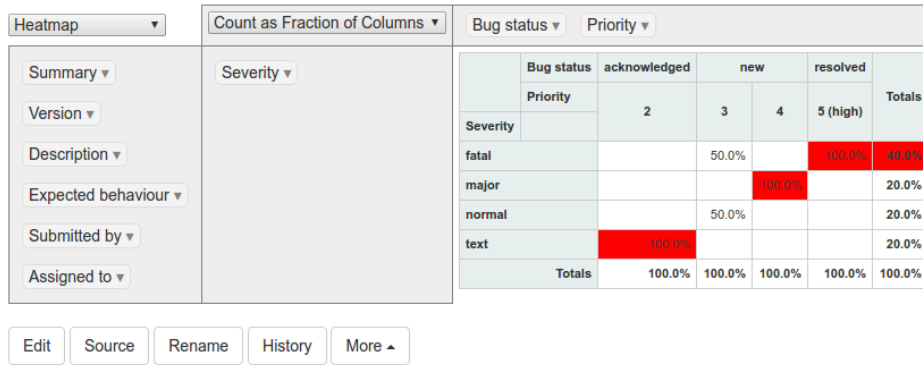 Heatmap
Count as Fraction of Columns
Bug status Priority
Summary
Version
Description
Expected behaviour
Submitted by
Assigned to
Severity
Bug status acknowledged new resolved Totals
Priority 2 3 4 5 (high)
Severity
fatal 50.0% 100.0% 40.0%
major 100.0% 20.0%
normal 50.0% 20.0%
text 100.0% 20.0%
Totals 100.0% 100.0% 100.0% 100.0% 100.0%
Edit Source Rename History More